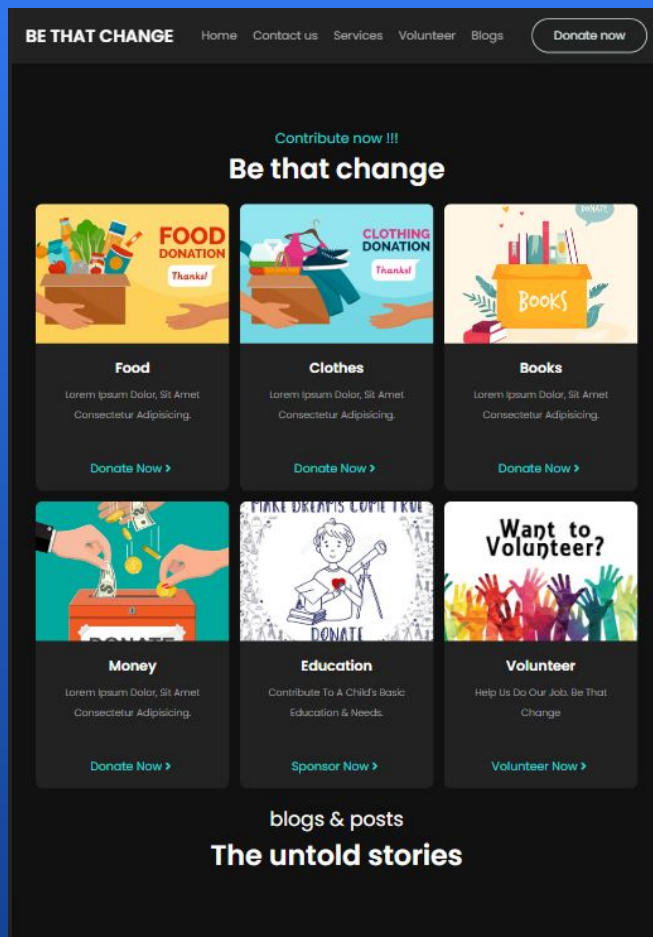 BE THAT CHANGE Home Contact us Services Volunteer Blogs Donate now
Contribute now !!!
Be that change
FOOD
DONATION
Thanks!
CLOTHING
DONATION
Thanks!
DONATE
BOOKS
Food
Lorem Ipsum Dolor, Sit Amet
Consectetur Adipisicing.
Donate Now >
Clothes
Lorem Ipsum Dolor, Sit Amet
Consectetur Adipisicing.
Donate Now >
Books
Lorem Ipsum Dolor, Sit Amet
Consectetur Adipisicing.
Donate Now >
DONATE
MAKE DREAMS COME TRUE
DONATE
Want to
Volunteer?
Money
Lorem Ipsum Dolor, Sit Amet
Consectetur Adipisicing.
Donate Now >
Education
Contribute To A Child's Basic
Education & Needs.
Sponsor Now >
Volunteer
Help Us Do Our Job. Be That
Change
Volunteer Now >
blogs & posts
The untold stories